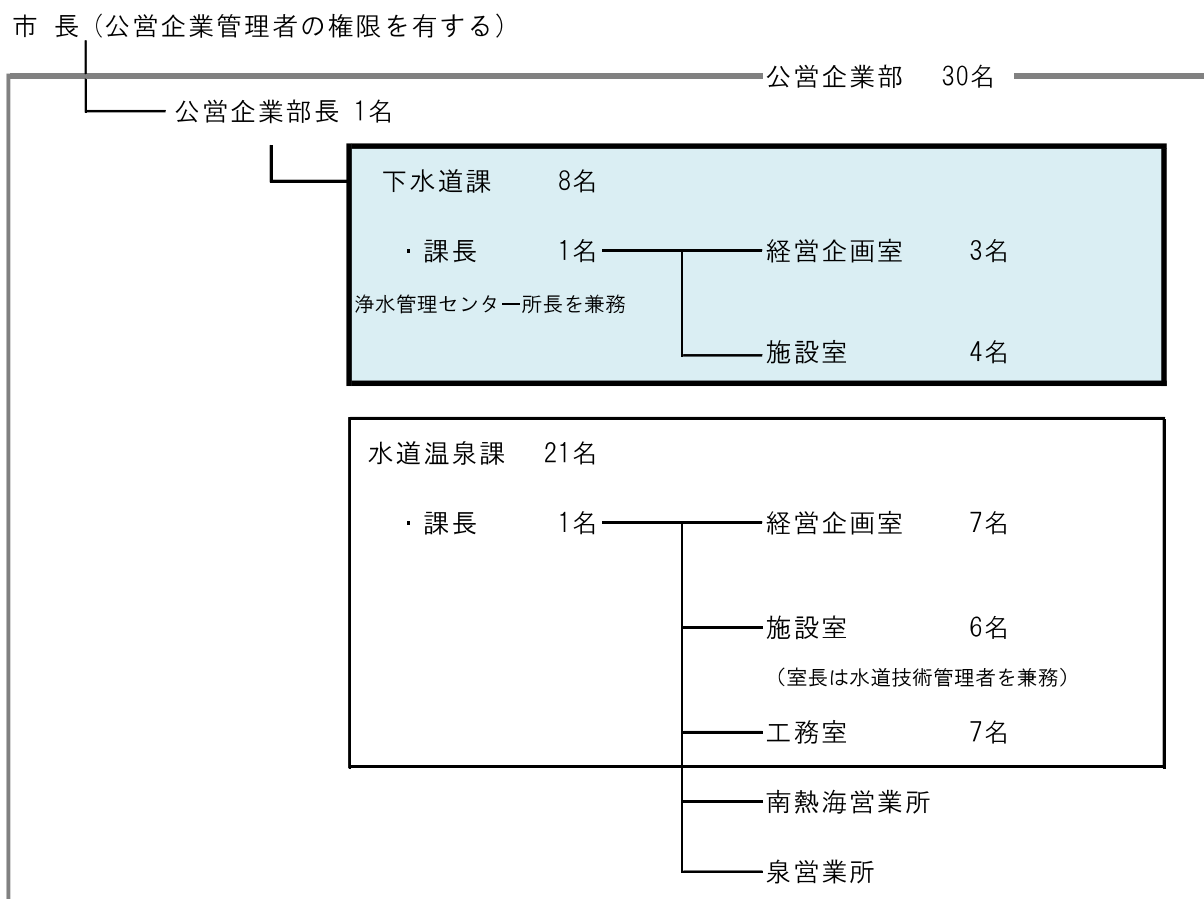 市 長（公営企業管理者の権限を有する）
公営企業部 30名
公営企業部長 1名
下水道課 8名
・課長 1名 経営企画室 3名
浄水管理センター所長を兼務
施設室 4名
水道温泉課 21名
・課長 1名 経営企画室 7名
施設室 6名
（室長は水道技術管理者を兼務）
工務室 7名
南熱海営業所
泉営業所